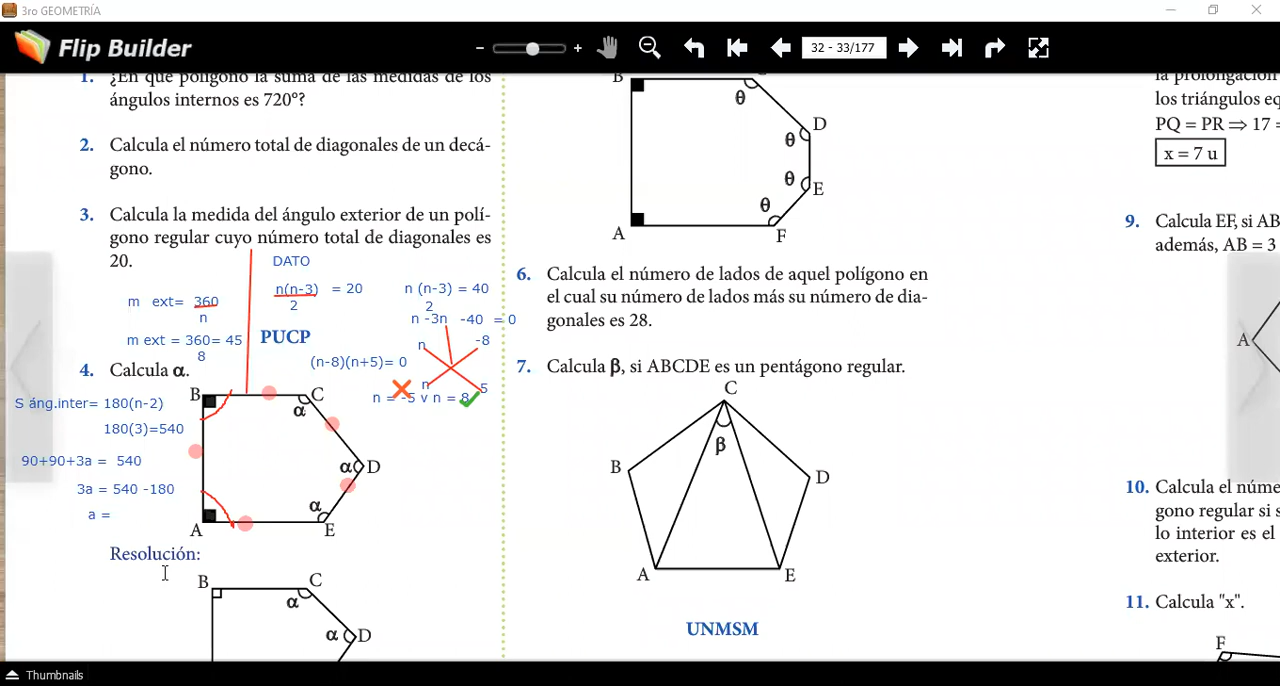 3ro GEOMETRÍA
Flip Builder
32 - 33/177
1. ¿En qué polígono la suma de las medidas de los
ángulos internos es 720°?
2. Calcula el número total de diagonales de un decá-
gono.
3. Calcula la medida del ángulo exterior de un polí-
gono regular cuyo número total de diagonales es
20.
DATO
m ext= 360
n
n(n-3) = 20
2
n (n-3) = 40
2
n -3n -40 = 0
m ext = 360= 45
8
PUCP
n -8
(n-8)(n+5)= 0
n 5
n = -5 v n = 8
4. Calcula α.
B C
α
S áng.inter= 180(n-2)
180(3)=540
90+90+3a = 540
α D
3a = 540 -180
α
a =
A E
Resolución:
B C
α
α D
B
θ
D
θ
θ
E
θ
A F
6. Calcula el número de lados de aquel polígono en
el cual su número de lados más su número de dia-
gonales es 28.
7. Calcula β, si ABCDE es un pentágono regular.
C
β
B D
A E
UNMSM
la prolongación
los triángulos eq
PQ = PR ⇒ 17 =
x = 7 u
9. Calcula EF, si AB
además, AB = 3
A
10. Calcula el núme
gono regular si s
lo interior es el
exterior.
11. Calcula "x".
F
Thumbnails